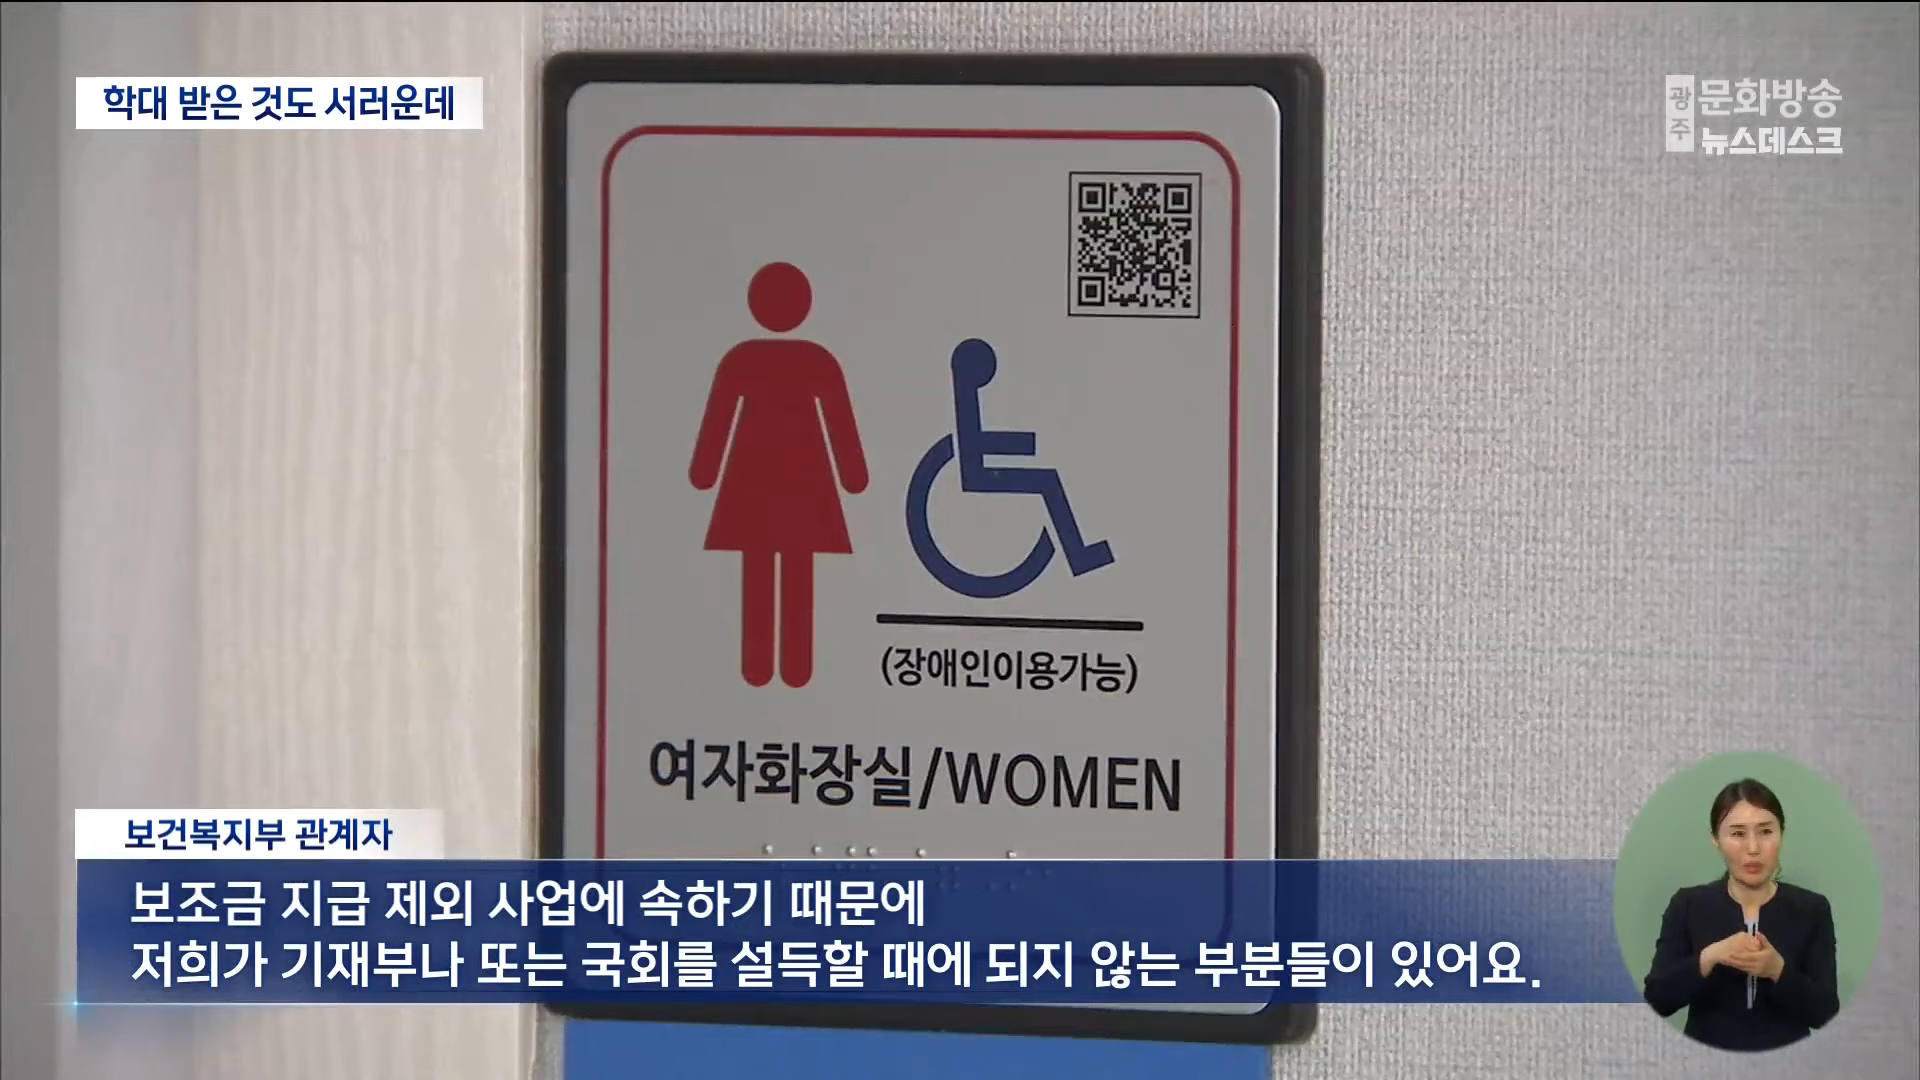 학대 받은 것도 서러운데
광주
문화방송
뉴스데스크
(장애인이용가능)
여자화장실/WOMEN
보건복지부 관계자
보조금 지급 제외 사업에 속하기 때문에
저희가 기재부나 또는 국회를 설득할 때에 되지 않는 부분들이 있어요.